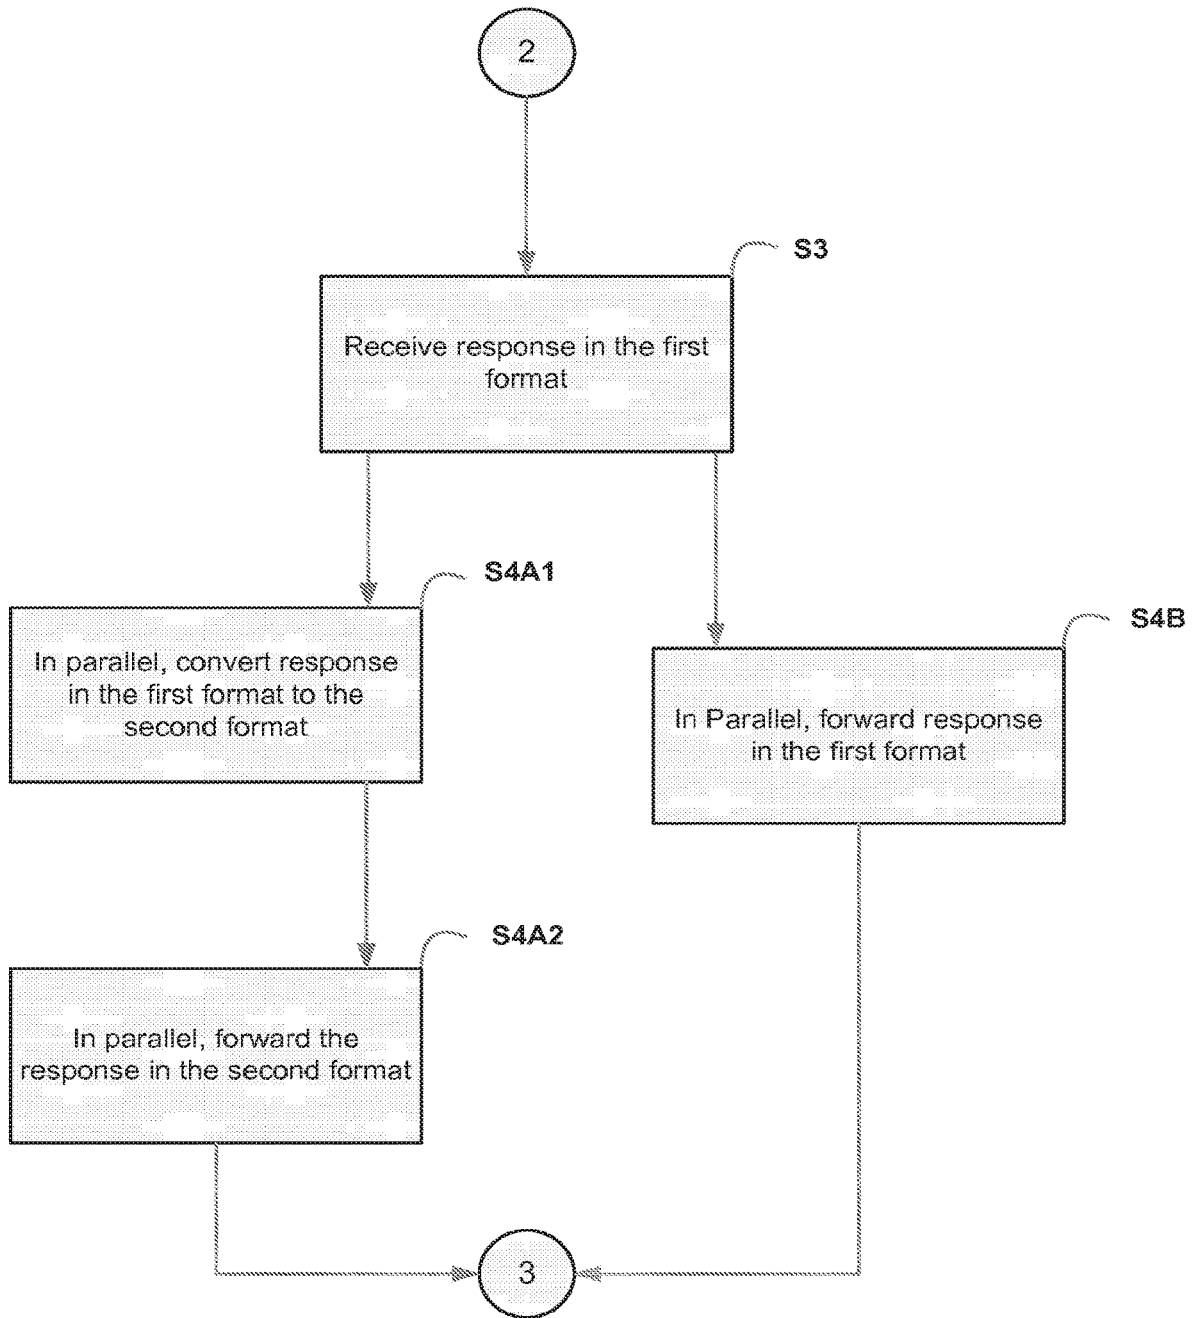 2
S3
Receive response in the first
format
S4A1
In parallel, convert response
in the first format to the
second format
S4B
In Parallel, forward response
in the first format
S4A2
In parallel, forward the
response in the second format
3